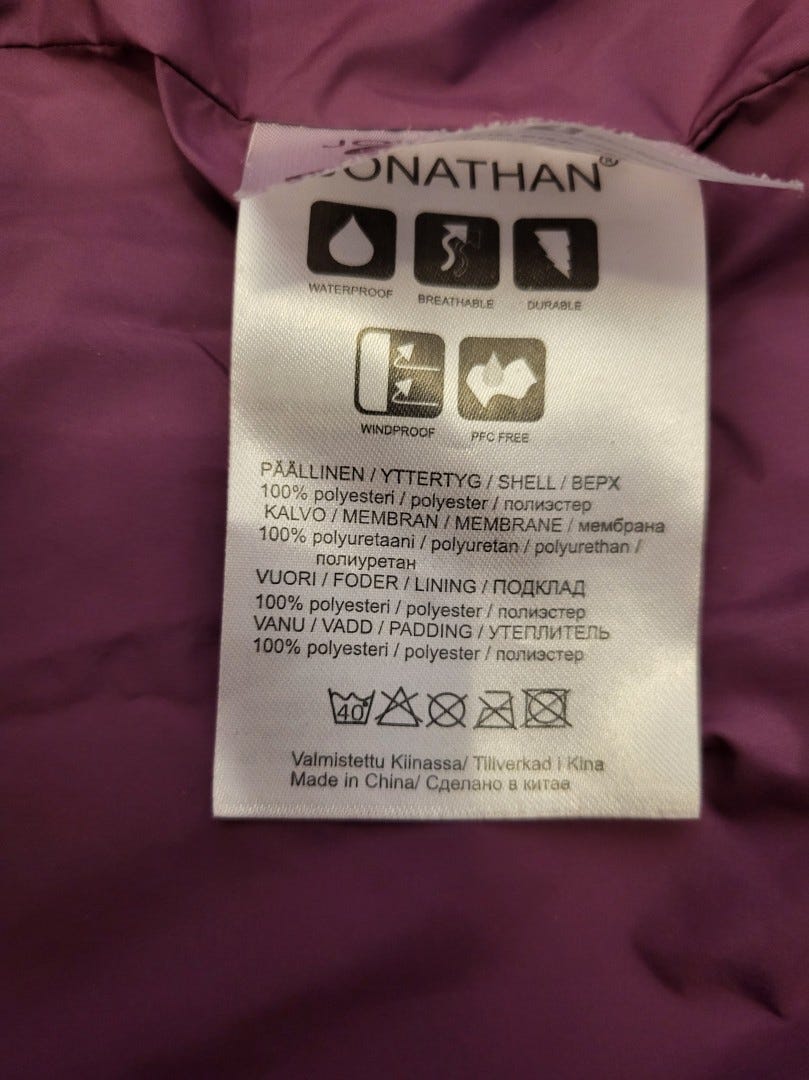 JONATHAN®
WATERPROOF
BREATHABLE
DURABLE
WINDPROOF
PFC FREE
PÄÄLLINEN / YTTERTYG / SHELL / ВЕРХ
100% polyesteri / polyester / полиэстер
KALVO / MEMBRAN / MEMBRANE / мембрана
100% polyuretaani / polyuretan / polyurethan /
полиуретан
VUORI / FODER / LINING / ПОДКЛАД
100% polyesteri / polyester / полиэстер
VANU / VADD / PADDING / УТЕПЛИТЕЛЬ
100% polyesteri / polyester / полиэстер
40°
Valmistettu Kiinassa/ Tillverkad i Kina
Made in China/ Сделано в китае